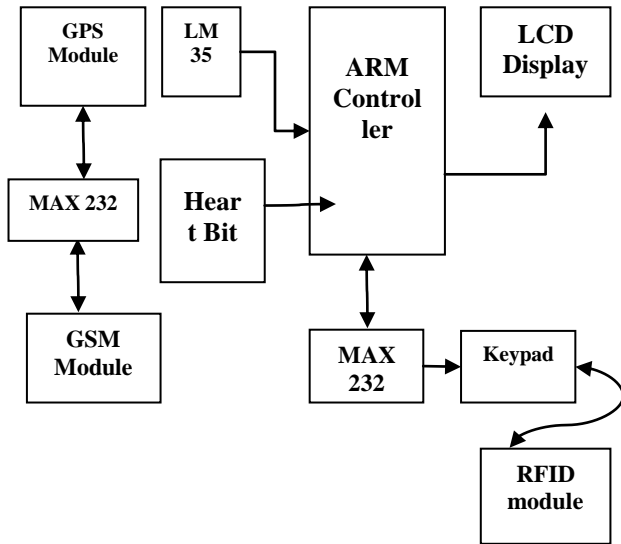 GPS
Module
LM
35
ARM
Control
ler
LCD
Display
MAX 232
Hear
t Bit
GSM
Module
MAX
232
Keypad
RFID
module